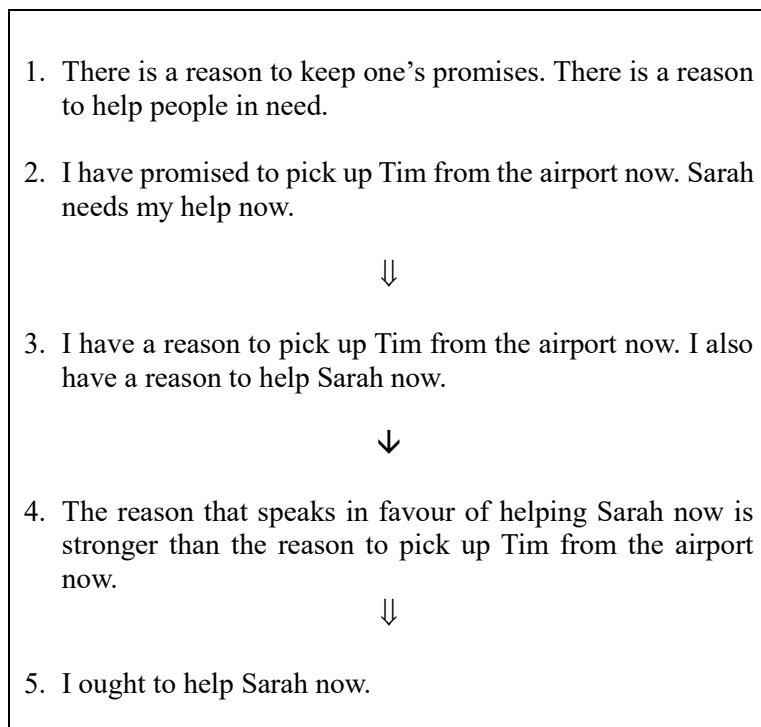 1. There is a reason to keep one’s promises. There is a reason
to help people in need.
2. I have promised to pick up Tim from the airport now. Sarah
needs my help now.
⇓
3. I have a reason to pick up Tim from the airport now. I also
have a reason to help Sarah now.
↓
4. The reason that speaks in favour of helping Sarah now is
stronger than the reason to pick up Tim from the airport
now.
⇓
5. I ought to help Sarah now.